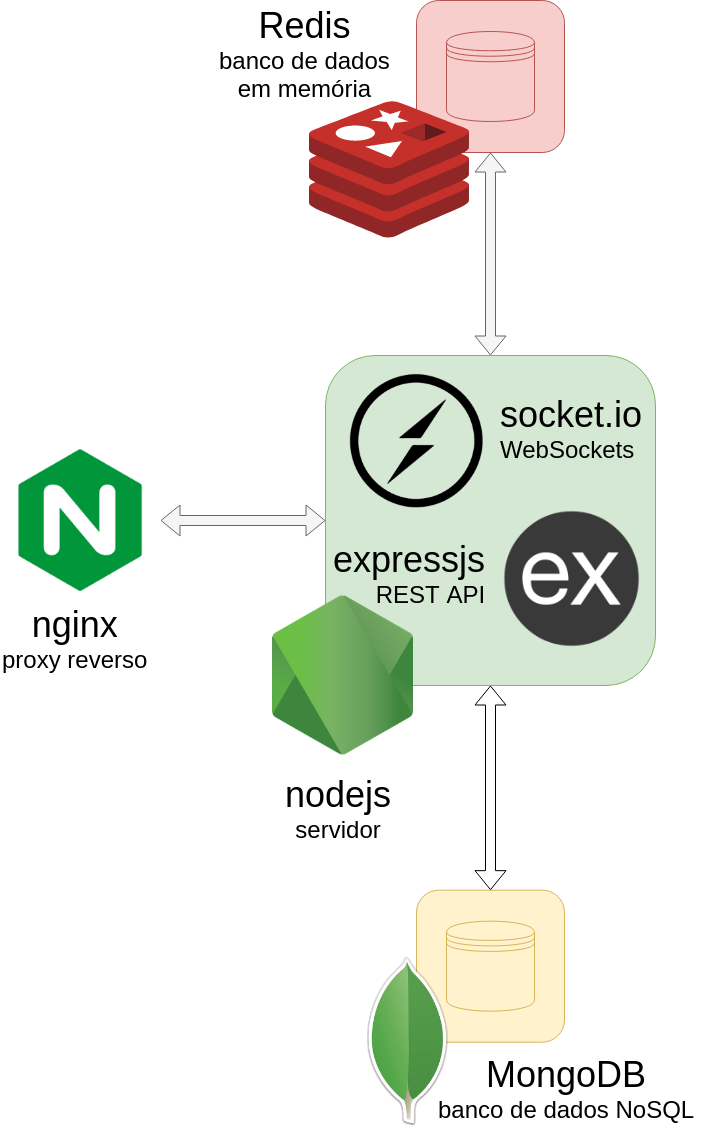 Redis
banco de dados
em memória
socket.io
WebSockets
expressjs
REST API
ex
N
nginx
proxy reverso
nodejs
servidor
MongoDB
banco de dados NoSQL